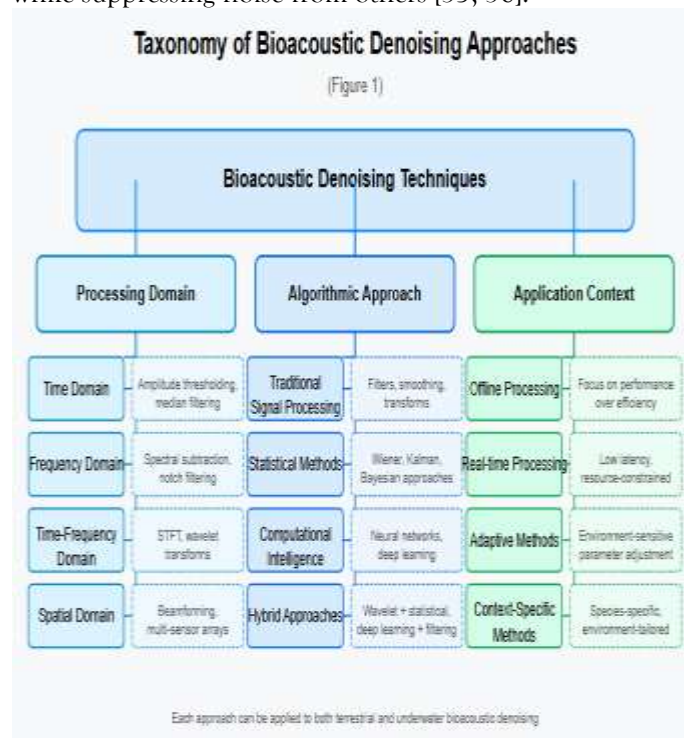 while suppressing noise from others [35, 36].
Taxonomy of Bioacoustic Denoising Approaches
(Figure 1)
Bioacoustic Denoising Techniques
Processing Domain
Algorithmic Approach
Application Context
Time Domain
Amplitude thresholding,
median filtering
Traditional
Signal Processing
Filters, smoothing,
transforms
Offline Processing
Focus on performance
over efficiency
Frequency Domain
Spectral subtraction,
notch filtering
Statistical Methods
Wiener, Kalman,
Bayesian approaches
Real-time Processing
Low latency,
resource-constrained
Time-Frequency
Domain
STFT, wavelet
transforms
Computational
Intelligence
Neural networks,
deep learning
Adaptive Methods
Environment-sensitive
parameter adjustment
Spatial Domain
Beamforming,
multi-sensor arrays
Hybrid Approaches
Wavelet + statistical,
deep learning + filtering
Context-Specific
Methods
Species-specific,
environment-tailored
Each approach can be applied to both terrestrial and underwater bioacoustic denoising